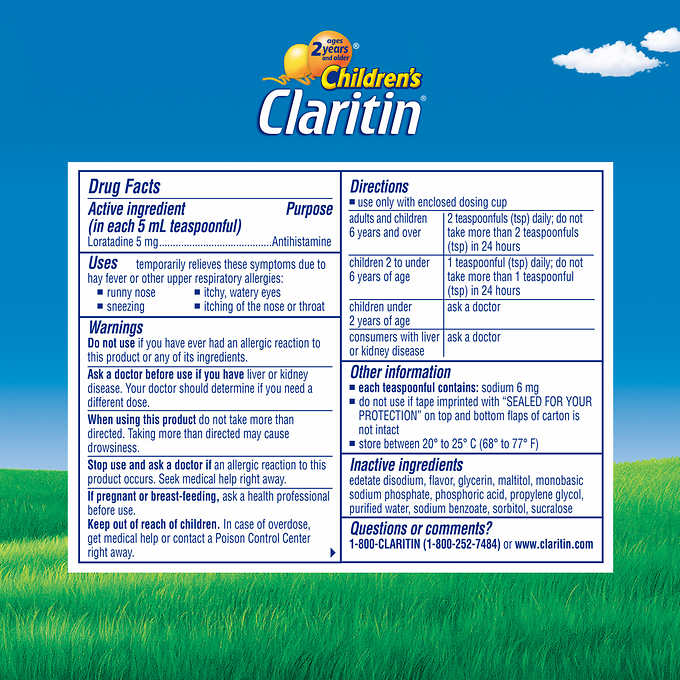 ages
2 years
and older
®
Children's
Claritin®
Drug Facts
Active ingredient Purpose
(in each 5 mL teaspoonful)
Loratadine 5 mg..........................................Antihistamine
Uses temporarily relieves these symptoms due to
hay fever or other upper respiratory allergies:
■ runny nose ■ itchy, watery eyes
■ sneezing ■ itching of the nose or throat
Warnings
Do not use if you have ever had an allergic reaction to
this product or any of its ingredients.
Ask a doctor before use if you have liver or kidney
disease. Your doctor should determine if you need a
different dose.
When using this product do not take more than
directed. Taking more than directed may cause
drowsiness.
Stop use and ask a doctor if an allergic reaction to this
product occurs. Seek medical help right away.
If pregnant or breast-feeding, ask a health professional
before use.
Keep out of reach of children. In case of overdose,
get medical help or contact a Poison Control Center
right away.
Directions
■ use only with enclosed dosing cup
adults and children 2 teaspoonfuls (tsp) daily; do not
6 years and over take more than 2 teaspoonfuls
(tsp) in 24 hours
children 2 to under 1 teaspoonful (tsp) daily; do not
6 years of age take more than 1 teaspoonful
(tsp) in 24 hours
children under ask a doctor
2 years of age
consumers with liver ask a doctor
or kidney disease
Other information
■ each teaspoonful contains: sodium 6 mg
■ do not use if tape imprinted with "SEALED FOR YOUR
PROTECTION" on top and bottom flaps of carton is
not intact
■ store between 20° to 25° C (68° to 77° F)
Inactive ingredients
edetate disodium, flavor, glycerin, maltitol, monobasic
sodium phosphate, phosphoric acid, propylene glycol,
purified water, sodium benzoate, sorbitol, sucralose
Questions or comments?
1-800-CLARITIN (1-800-252-7484) or www.claritin.com